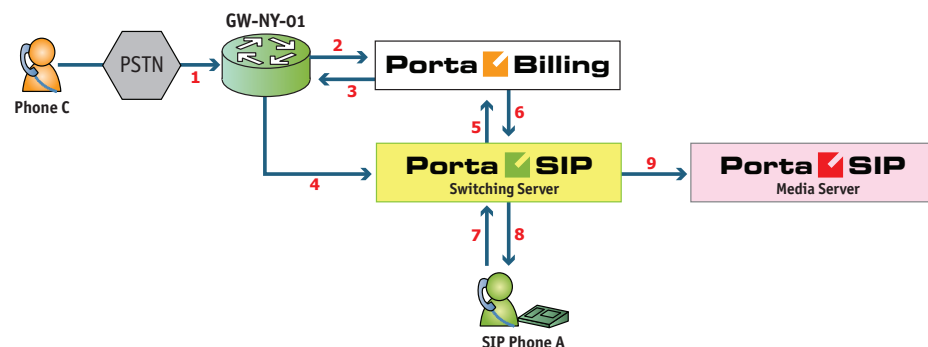 GW-NY-01
PSTN
Phone C
1
2
3
Porta Billing
4
5
6
Porta SIP
Switching Server
9
Porta SIP
Media Server
7
8
SIP Phone A